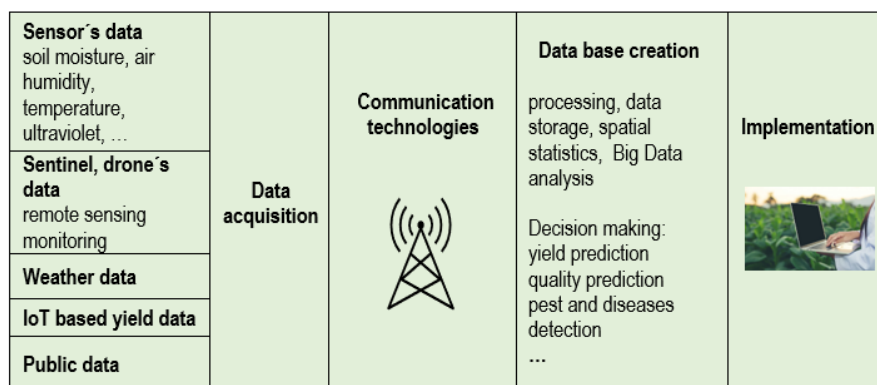 Sensor´s data
soil moisture, air
humidity,
temperature,
ultraviolet, …
Sentinel, drone´s
data
remote sensing
monitoring
Weather data
IoT based yield data
Public data
Data
acquisition
Communication
technologies
Data base creation
processing, data
storage, spatial
statistics, Big Data
analysis
Decision making:
yield prediction
quality prediction
pest and diseases
detection
…
Implementation